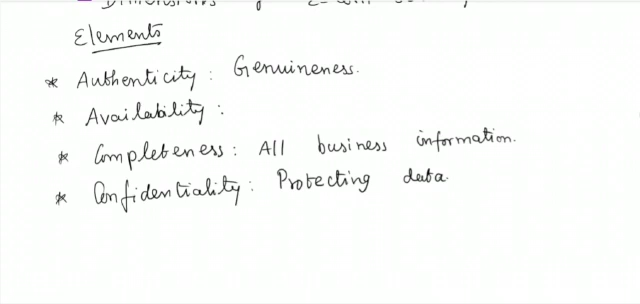 Elements
* Authenticity : Genuineness.
* Availability :
* Completeness : All business information.
* Confidentiality : Protecting data.